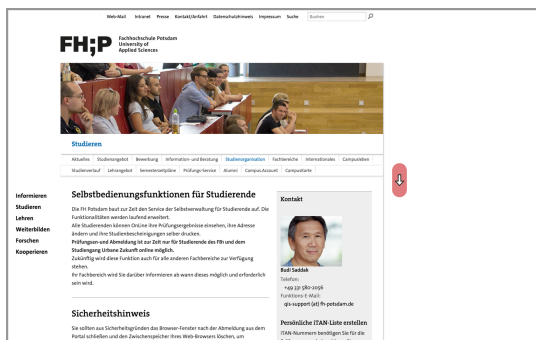 Web-Mail Intranet Presse Kontakt/Anfahrt Datenschutzhinweis Impressum Suche Suchen
FH;P Fachhochschule Potsdam
University of
Applied Sciences
Studieren
Aktuelles Studienangebot Bewerbung Information- und Beratung Studienorganisation Fachbereiche Internationales Campusleben
Studienverlauf Lehrangebot Semesterzeitpläne Prüfungs-Service Alumni Campus.Account Campuskarte
Informieren
Studieren
Lehren
Weiterbilden
Forschen
Kooperieren
Selbstbedienungsfunktionen für Studierende
Die FH Potsdam baut zur Zeit den Service der Selbstverwaltung für Studierende auf. Die
Funktionalitäten werden laufend erweitert.
Alle Studierenden können OnLine ihre Prüfungsergebnisse einsehen, ihre Adresse
ändern und ihre Studienbescheinigungen selber drucken.
Prüfungsan-und Abmeldung ist zur Zeit nur für Studierende des FB1 und dem
Studiengang Urbane Zukunft online möglich.
Zukünftig wird diese Funktion auch für alle anderen Fachbereiche zur Verfügung
stehen.
Ihr Fachbereich wird Sie darüber informieren ab wann dieses möglich und erforderlich
sein wird.
Sicherheitshinweis
Sie sollten aus Sicherheitsgründen das Browser-Fenster nach der Abmeldung aus dem
Portal schließen und den Zwischenspeicher Ihres Web-Browsers löschen, um
Kontakt
Budi Saddak
Telefon:
+49 331 580-2056
Funktions-E-Mail:
qis-support (at) fh-potsdam.de
Persönliche iTAN-Liste erstellen
iTAN-Nummern benötigen Sie für die